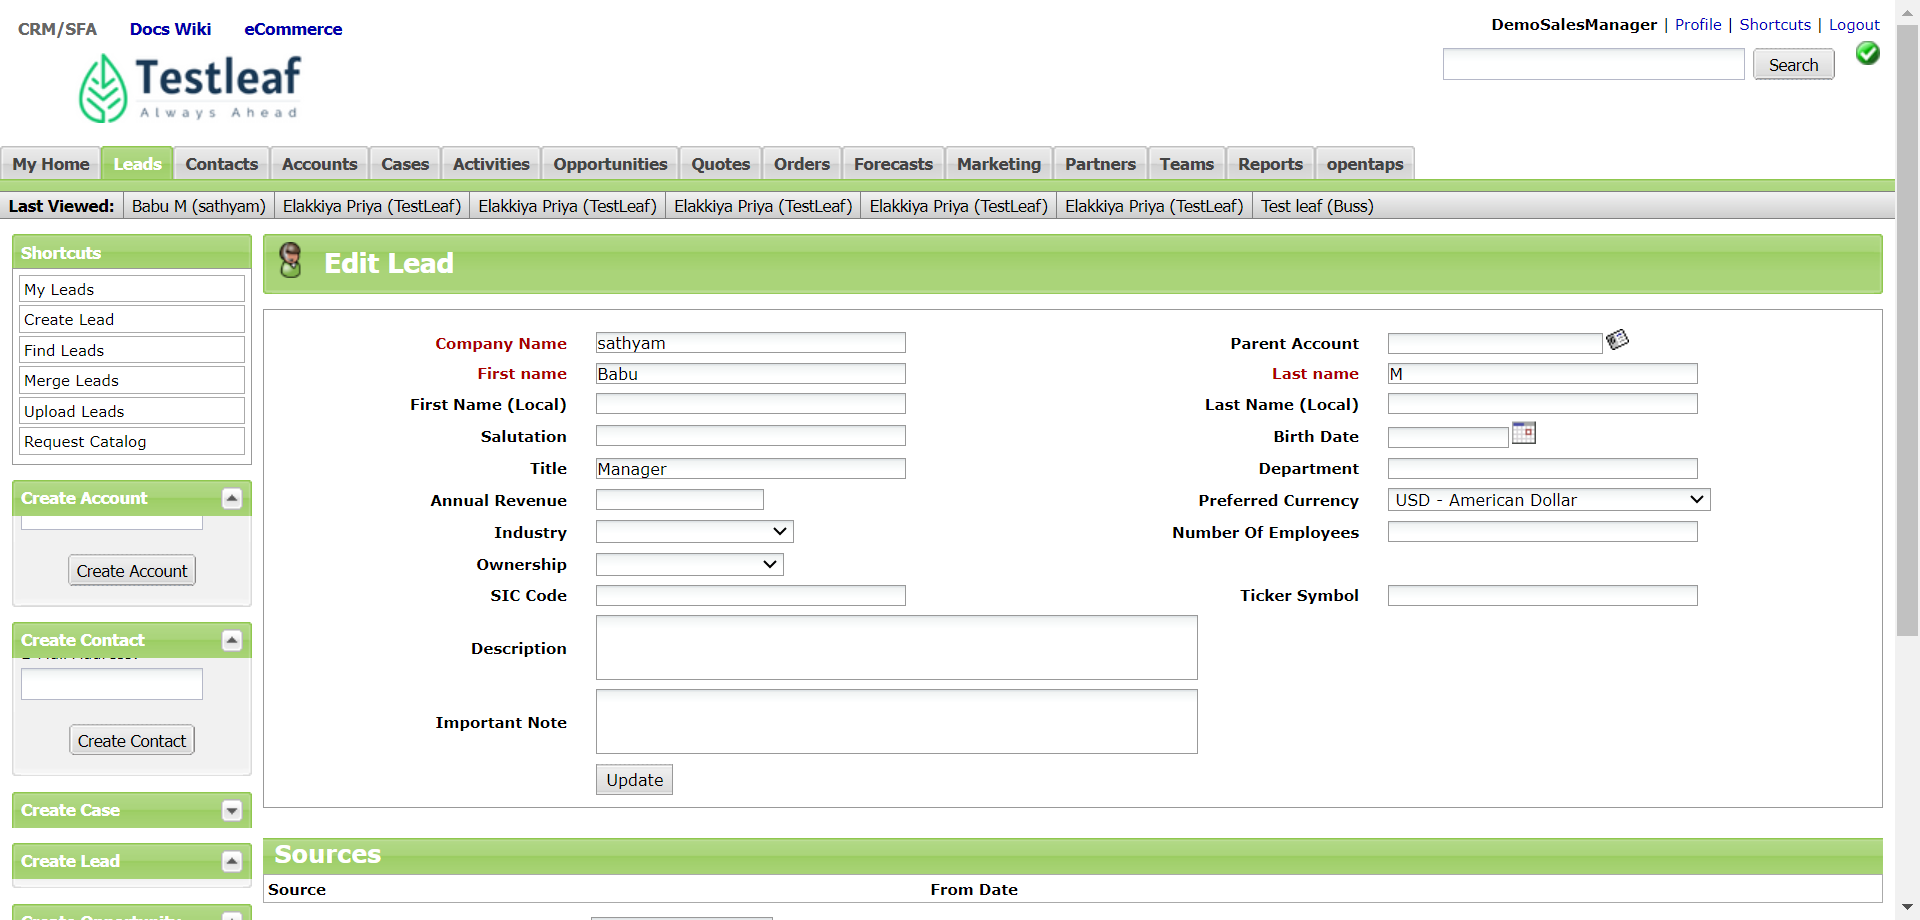 CRM/SFA Docs Wiki eCommerce
DemoSalesManager | Profile | Shortcuts | Logout
Search
Testleaf
Always Ahead
My Home Leads Contacts Accounts Cases Activities Opportunities Quotes Orders Forecasts Marketing Partners Teams Reports opentaps
Last Viewed: Babu M (sathyam) Elakkiya Priya (TestLeaf) Elakkiya Priya (TestLeaf) Elakkiya Priya (TestLeaf) Elakkiya Priya (TestLeaf) Elakkiya Priya (TestLeaf) Test leaf (Buss)
Shortcuts
My Leads
Create Lead
Find Leads
Merge Leads
Upload Leads
Request Catalog
Create Account
Create Account
Create Contact
Create Contact
Create Case
Create Lead
Create Opportunity
Edit Lead
Company Name sathyam Parent Account
First name Babu Last name M
First Name (Local) Last Name (Local)
Salutation Birth Date
Title Manager Department
Annual Revenue Preferred Currency USD - American Dollar
Industry Number Of Employees
Ownership
SIC Code Ticker Symbol
Description
Important Note
Update
Sources
Source From Date